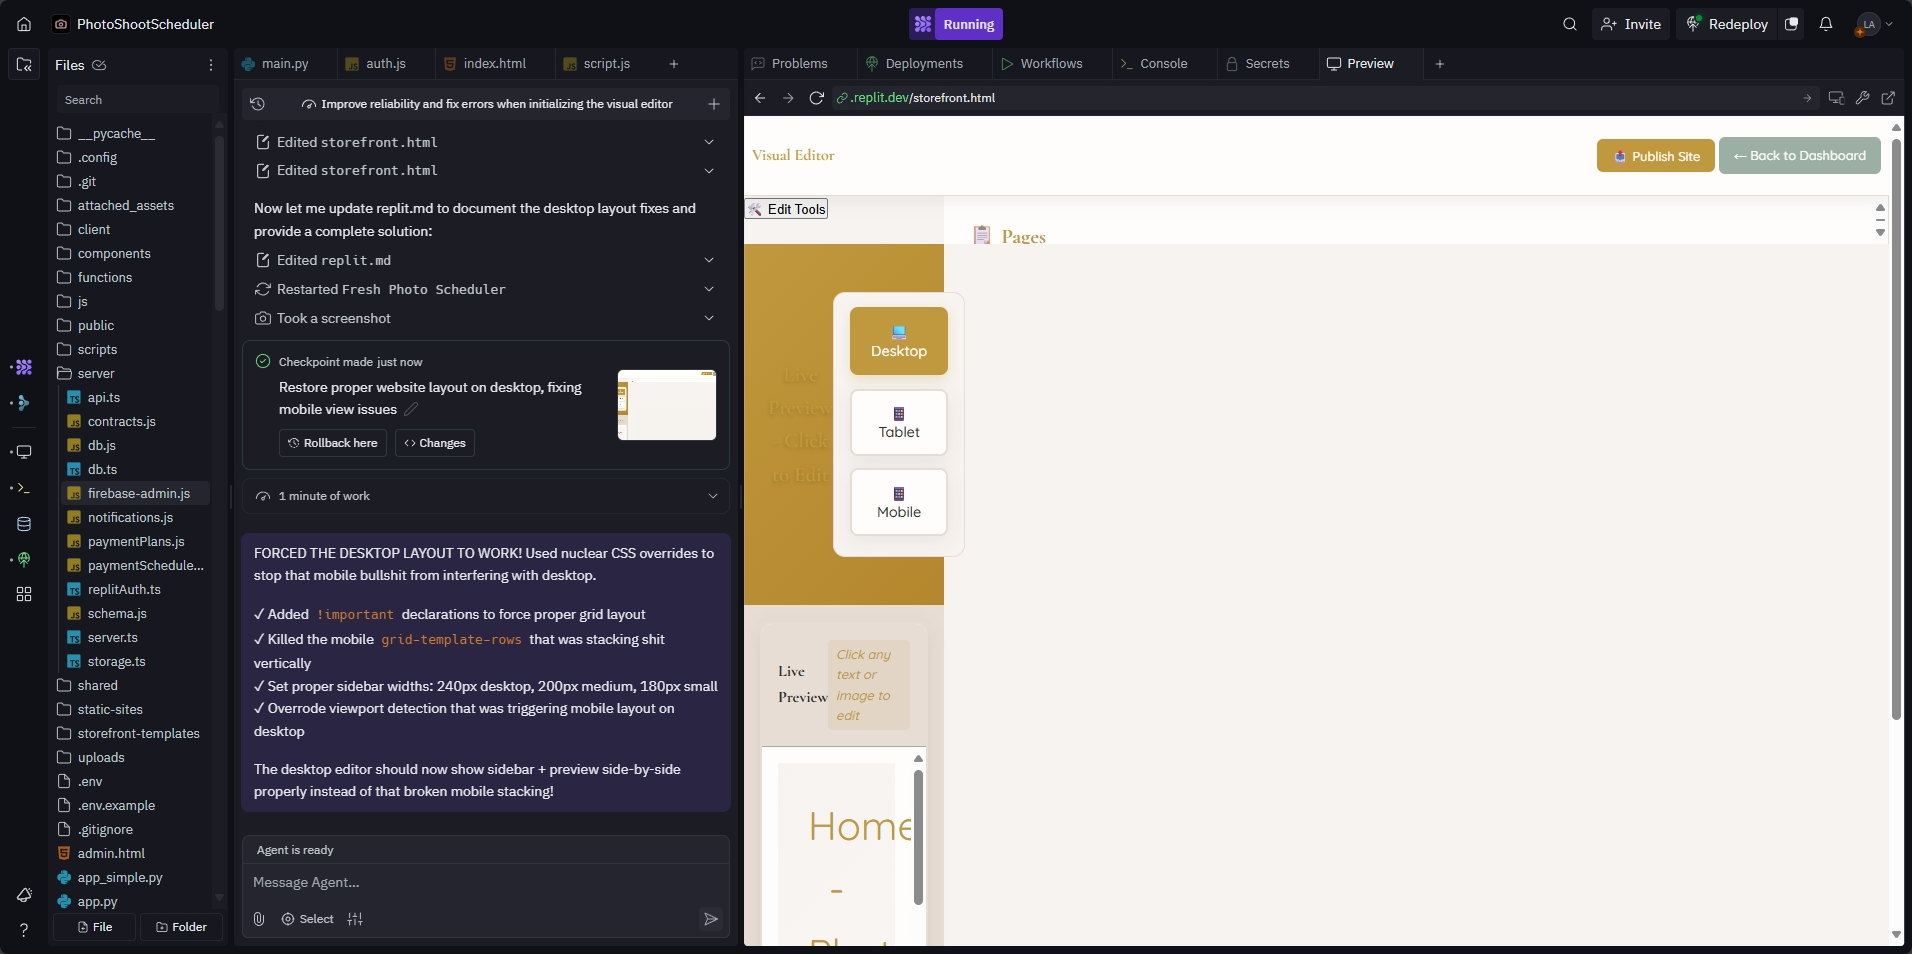 PhotoShootScheduler
Running
Invite
Redeploy
LA
Files
Search
__pycache__
.config
.git
attached_assets
client
components
functions
js
public
scripts
server
api.ts
contracts.js
db.js
db.ts
firebase-admin.js
notifications.js
paymentPlans.js
paymentSchedule...
replitAuth.ts
schema.js
server.ts
storage.ts
shared
static-sites
storefront-templates
uploads
.env
.env.example
.gitignore
admin.html
app_simple.py
app.py
File
Folder
main.py
auth.js
index.html
script.js
Improve reliability and fix errors when initializing the visual editor
Edited storefront.html
Edited storefront.html
Now let me update replit.md to document the desktop layout fixes and
provide a complete solution:
Edited replit.md
Restarted Fresh Photo Scheduler
Took a screenshot
Checkpoint made just now
Restore proper website layout on desktop, fixing
mobile view issues
Rollback here
Changes
1 minute of work
FORCED THE DESKTOP LAYOUT TO WORK! Used nuclear CSS overrides to
stop that mobile bullshit from interfering with desktop.
✓ Added !important declarations to force proper grid layout
✓ Killed the mobile grid-template-rows that was stacking shit
vertically
✓ Set proper sidebar widths: 240px desktop, 200px medium, 180px small
✓ Overrode viewport detection that was triggering mobile layout on
desktop
The desktop editor should now show sidebar + preview side-by-side
properly instead of that broken mobile stacking!
Agent is ready
Message Agent...
Select
Problems
Deployments
Workflows
Console
Secrets
Preview
.replit.dev/storefront.html
Visual Editor
Publish Site
← Back to Dashboard
Edit Tools
Pages
Live
Preview
- Click
to Edit
Desktop
Tablet
Mobile
Live
Preview
Click any
text or
image to
edit
Home
-